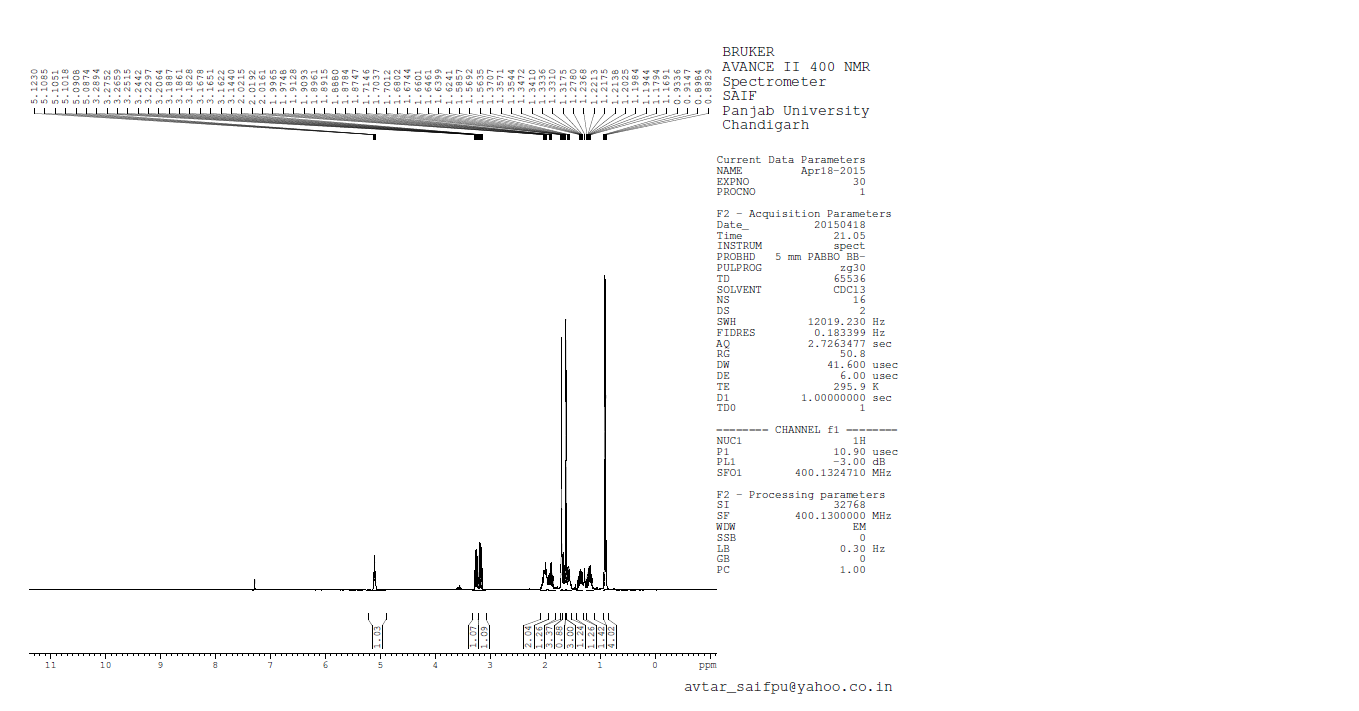 5.1230
5.1085
5.1051
5.1018
5.0908
5.0874
3.2894
3.2752
3.2659
3.2515
3.2442
3.2297
3.2064
3.1887
3.1861
3.1828
3.1678
3.1651
3.1622
3.1440
2.0215
2.0192
2.0161
1.9965
1.9748
1.9128
1.9093
1.8961
1.8915
1.8880
1.8784
1.8747
1.7146
1.7037
1.7012
1.6802
1.6744
1.6601
1.6461
1.6399
1.6241
1.5857
1.5692
1.5635
1.3707
1.3571
1.3544
1.3472
1.3410
1.3336
1.3310
1.3175
1.2780
1.2368
1.2213
1.2175
1.2138
1.2025
1.1984
1.1944
1.1794
1.1691
0.9336
0.9147
0.8984
0.8829
BRUKER
AVANCE II 400 NMR
Spectrometer
SAIF
Panjab University
Chandigarh
Current Data Parameters
NAME Apr18-2015
EXPNO 30
PROCNO 1
F2 - Acquisition Parameters
Date_ 20150418
Time 21.05
INSTRUM spect
PROBHD 5 mm PABBO BB-
PULPROG zg30
TD 65536
SOLVENT CDCl3
NS 16
DS 2
SWH 12019.230 Hz
FIDRES 0.183399 Hz
AQ 2.7263477 sec
RG 50.8
DW 41.600 usec
DE 6.00 usec
TE 295.9 K
D1 1.00000000 sec
TD0 1
======== CHANNEL f1 ========
NUC1 1H
P1 10.90 usec
PL1 -3.00 dB
SFO1 400.1324710 MHz
F2 - Processing parameters
SI 32768
SF 400.1300000 MHz
WDW EM
SSB 0
LB 0.30 Hz
GB 0
PC 1.00
1.03
1.07
1.09
2.04
1.26
3.37
0.88
3.00
1.24
1.26
1.42
4.02
11 10 9 8 7 6 5 4 3 2 1 0 ppm
avtar_saifpu@yahoo.co.in